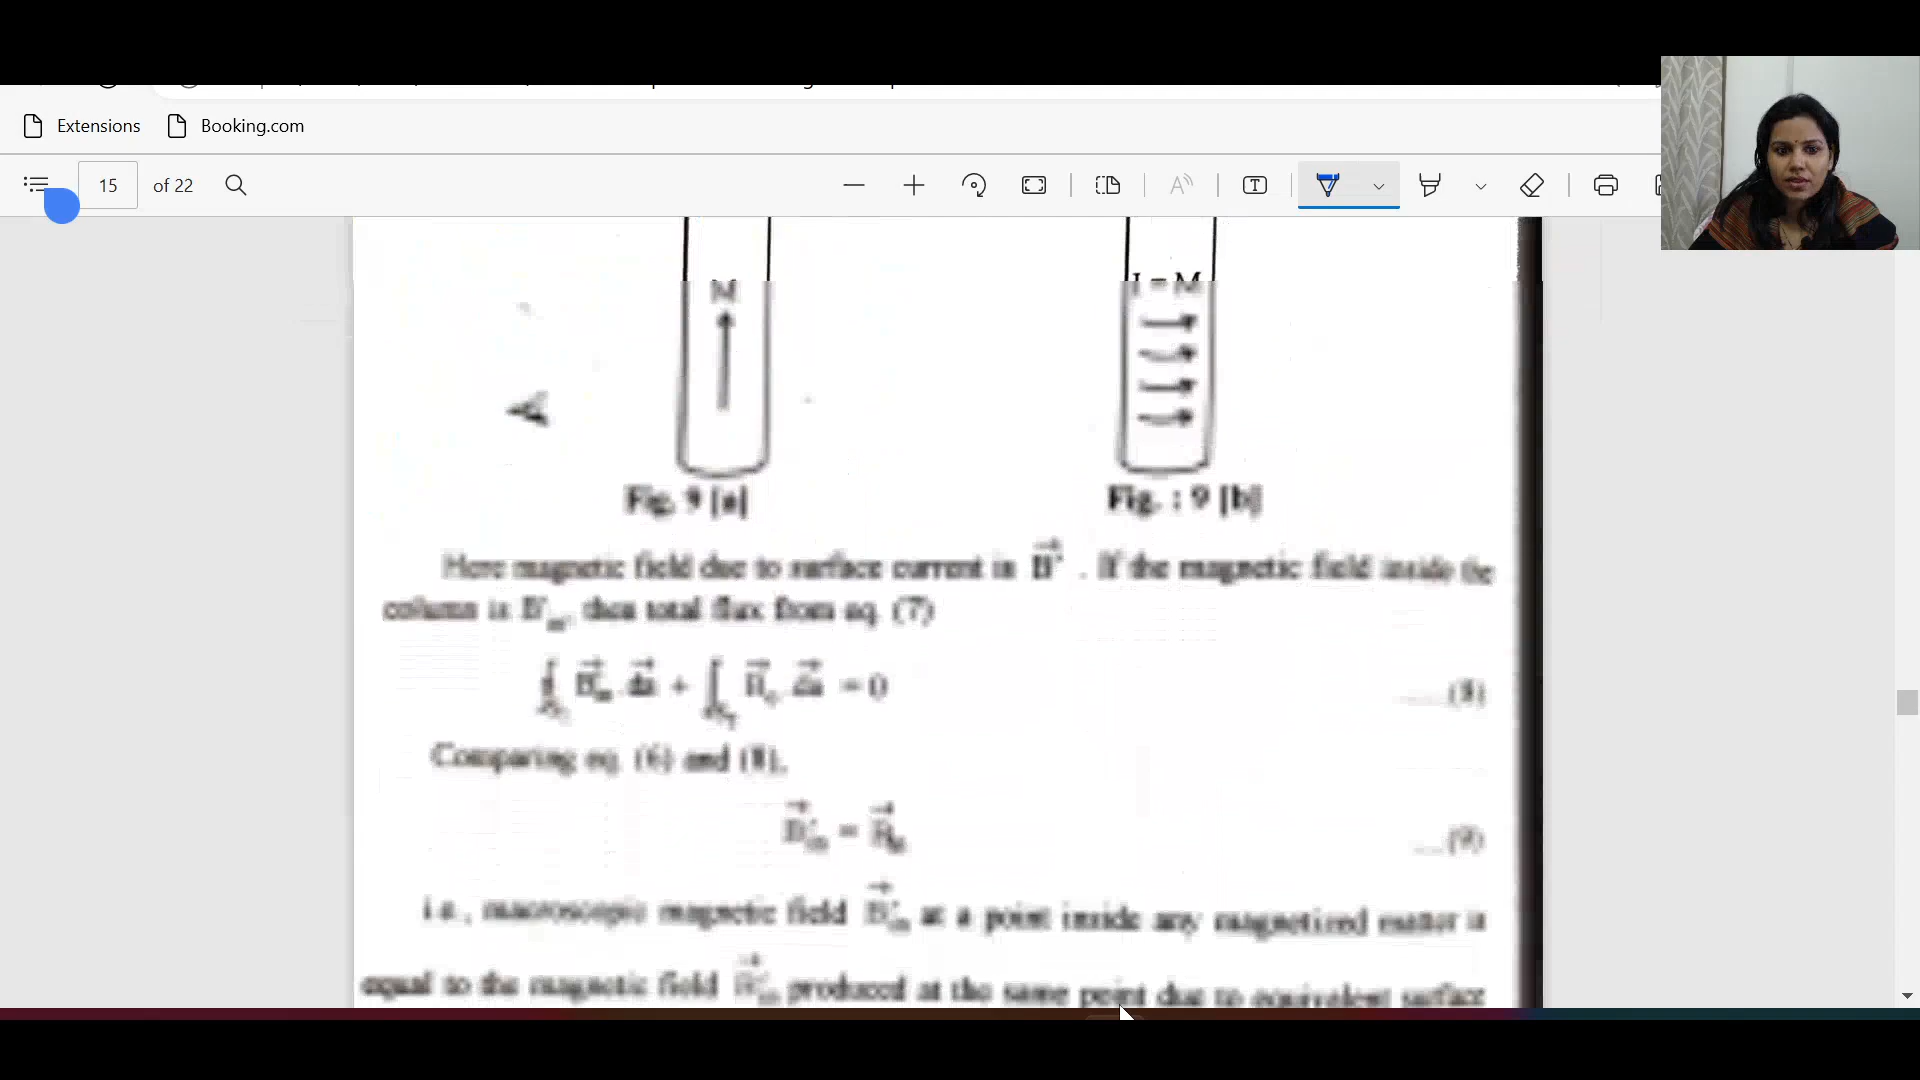 Extensions Booking.com
15 of 22
M
I = M
Fig. 9 [a]
Fig. : 9 [b]
Here magnetic field due to surface current is B⃗' . If the magnetic field inside the
column is B'ᵢₙ, then total flux from eq. (7)
= 0 ....(8)
Comparing eq. (6) and (8),
....(9)
i.e., macroscopic magnetic field at a point inside any magnetized matter is
equal to the magnetic field produced at the same point due to equivalent surface